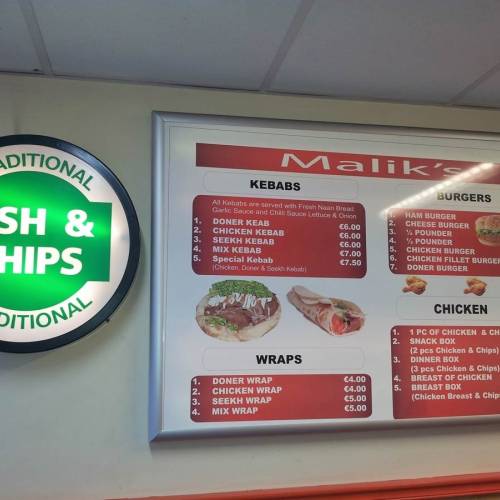 ADITIONAL
SH &
HIPS
DITIONAL
Malik's
KEBABS
All Kebabs are served with Fresh Naan Bread
Garlic Sauce and Chilli Sauce Lettuce & Onion
1. DONER KEAB €6.00
2. CHICKEN KEBAB €6.00
3. SEEKH KEBAB €6.00
4. MIX KEBAB €7.00
5. Special Kebab €7.50
(Chicken, Doner & Seekh Kebab)
WRAPS
1. DONER WRAP €4.00
2. CHICKEN WRAP €4.00
3. SEEKH WRAP €5.00
4. MIX WRAP €5.00
BURGERS
1. HAM BURGER
2. CHEESE BURGER
3. ¼ POUNDER
4. ½ POUNDER
5. CHICKEN BURGER
6. CHICKEN FILLET BURGER
7. DONER BURGER
CHICKEN
1. 1 PC OF CHICKEN & CH
2. SNACK BOX
(2 pcs Chicken & Chips)
3. DINNER BOX
(3 pcs Chicken & Chips)
4. BREAST OF CHICKEN
5. BREAST BOX
(Chicken Breast & Chips